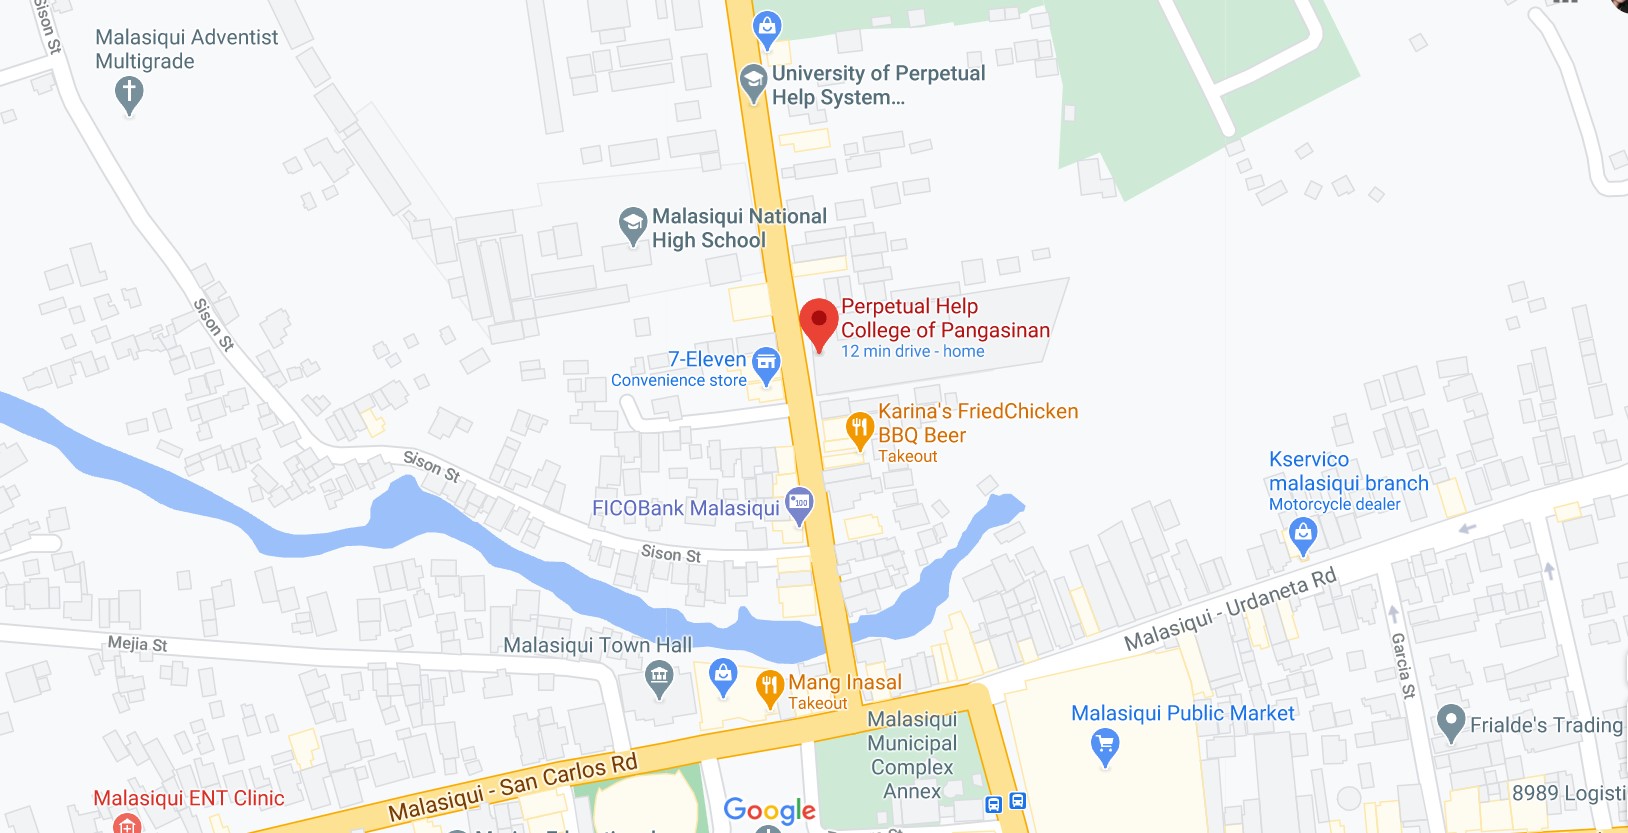 Sison St
Malasiqui Adventist
Multigrade
University of Perpetual
Help System...
Malasiqui National
High School
Sison St
Perpetual Help
College of Pangasinan
12 min drive - home
7-Eleven
Convenience store
Karina's FriedChicken
BBQ Beer
Takeout
Sison St
Kservico
malasiqui branch
Motorcycle dealer
FICOBank Malasiqui
100
Sison St
Malasiqui - Urdaneta Rd
Mejia St
Malasiqui Town Hall
Garcia St
Mang Inasal
Takeout
Malasiqui
Municipal
Complex
Annex
Malasiqui Public Market
Frialde's Trading
Malasiqui - San Carlos Rd
Malasiqui ENT Clinic
Google
8989 Logisti